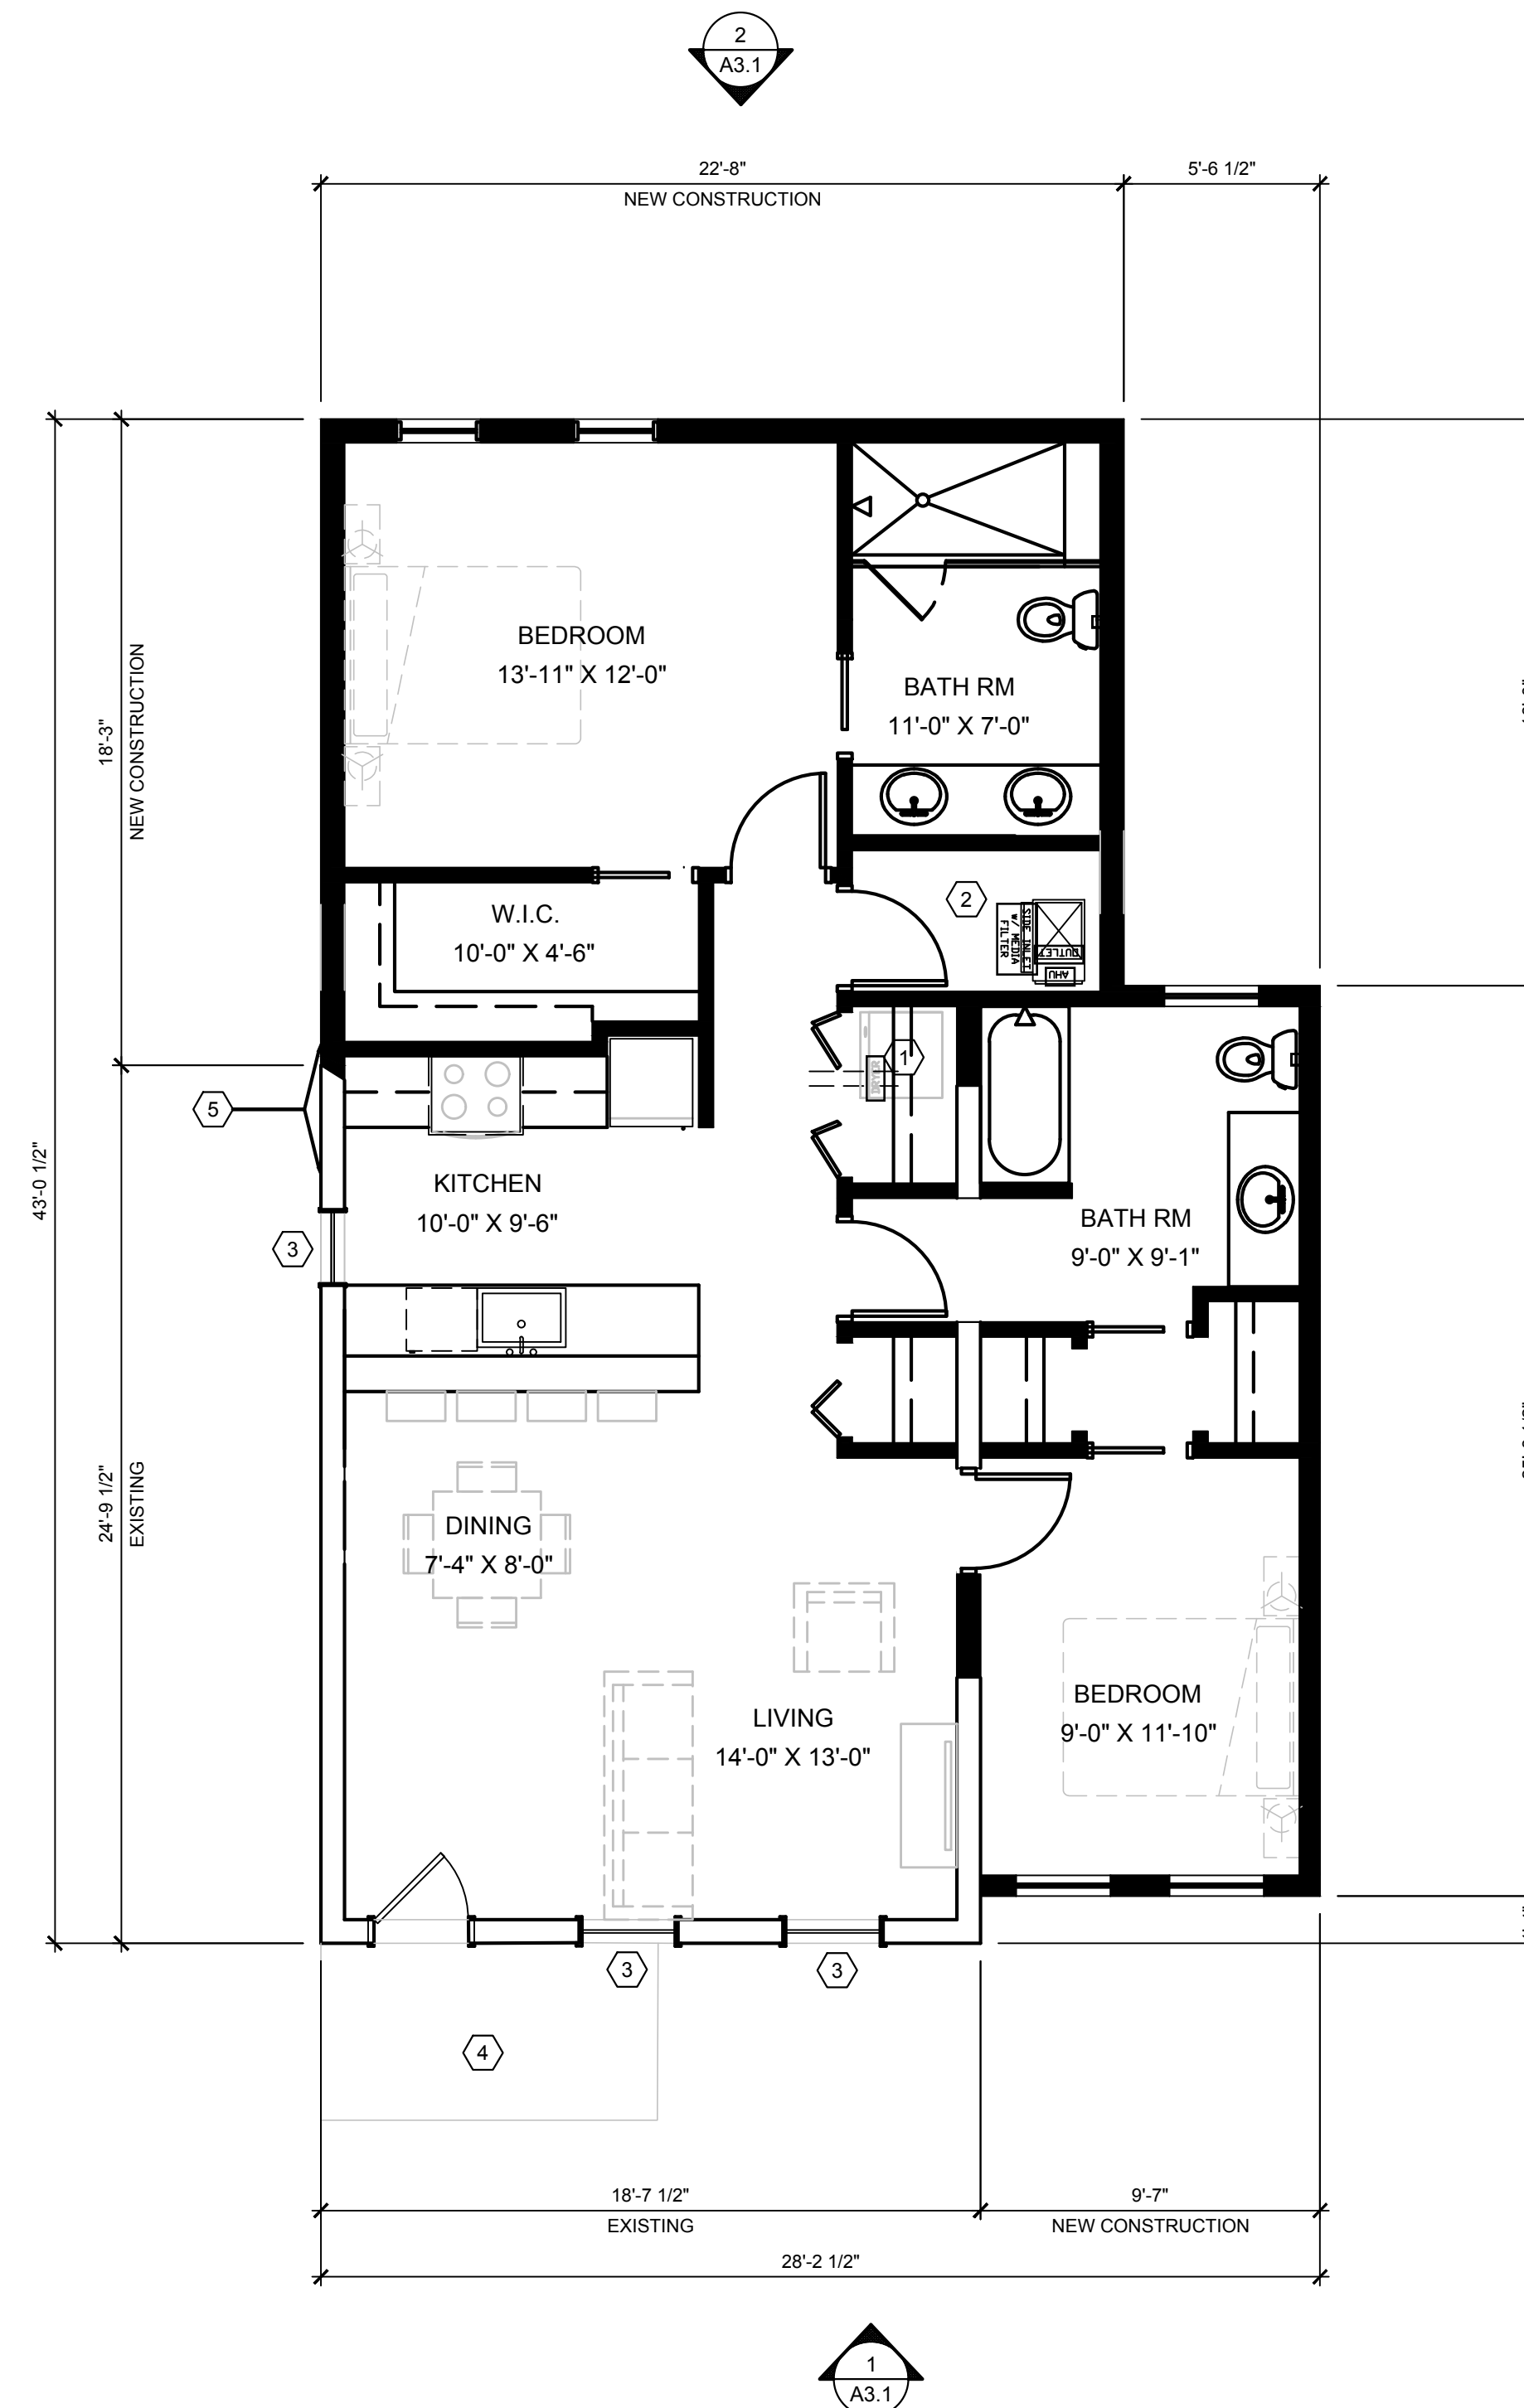 2
A3.1
22'-8"
NEW CONSTRUCTION
5'-6 1/2"
18'-3"
NEW CONSTRUCTION
BEDROOM
13'-11" X 12'-0"
BATH RM
11'-0" X 7'-0"
W.I.C.
10'-0" X 4'-6"
2
SIDE INLET
w/ MEDIA
FILTER
OUTLET
AHU
1
DRYER
5
43'-0 1/2"
KITCHEN
10'-0" X 9'-6"
3
BATH RM
9'-0" X 9'-1"
24'-9 1/2"
EXISTING
DINING
7'-4" X 8'-0"
LIVING
14'-0" X 13'-0"
BEDROOM
9'-0" X 11'-10"
3
3
4
18'-7 1/2"
EXISTING
9'-7"
NEW CONSTRUCTION
28'-2 1/2"
1
A3.1